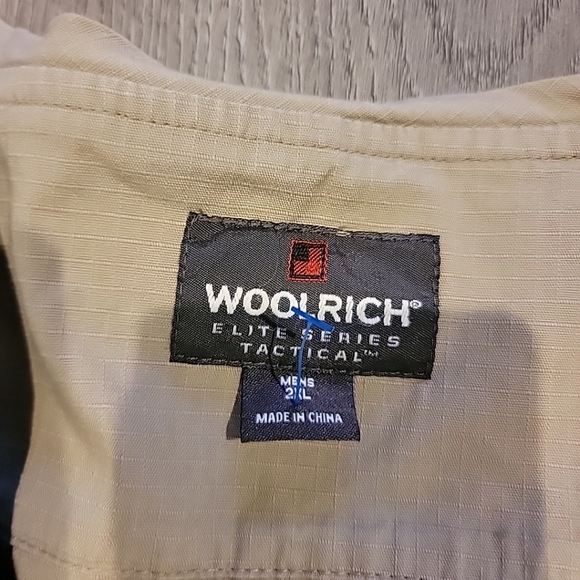 WOOLRICH®
ELITE SERIES
TACTICAL™
MENS
2XL
MADE IN CHINA